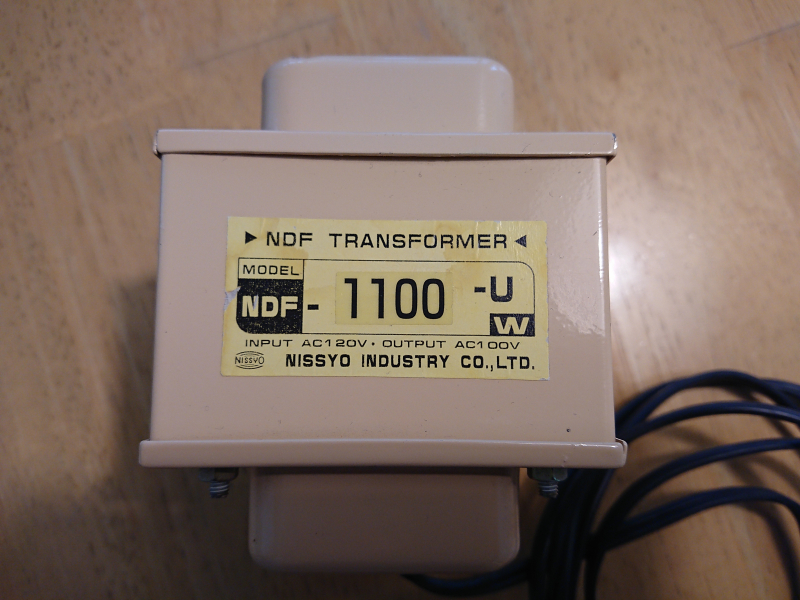 ▶ NDF TRANSFORMER ◀
MODEL
NDF - 1100 -U
W
INPUT AC120V · OUTPUT AC100V
NISSYO NISSYO INDUSTRY CO.,LTD.